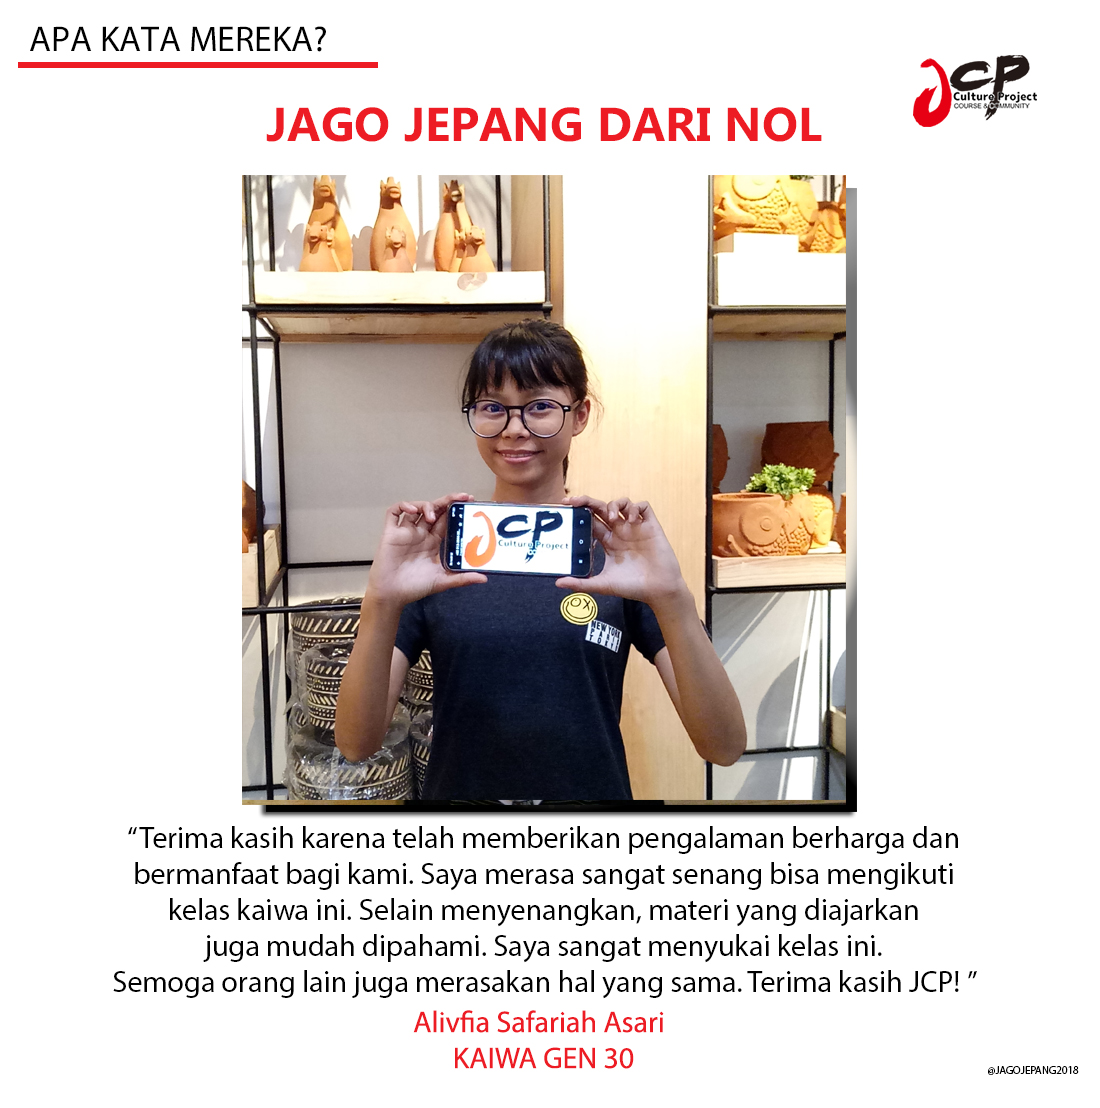 APA KATA MEREKA?
JCP
Culture Project
COURSE & COMMUNITY
JAGO JEPANG DARI NOL
JCP
Culture Project
NEW YORK
“Terima kasih karena telah memberikan pengalaman berharga dan
bermanfaat bagi kami. Saya merasa sangat senang bisa mengikuti
kelas kaiwa ini. Selain menyenangkan, materi yang diajarkan
juga mudah dipahami. Saya sangat menyukai kelas ini.
Semoga orang lain juga merasakan hal yang sama. Terima kasih JCP! ”
Alivfia Safariah Asari
KAIWA GEN 30
@JAGOJEPANG2018